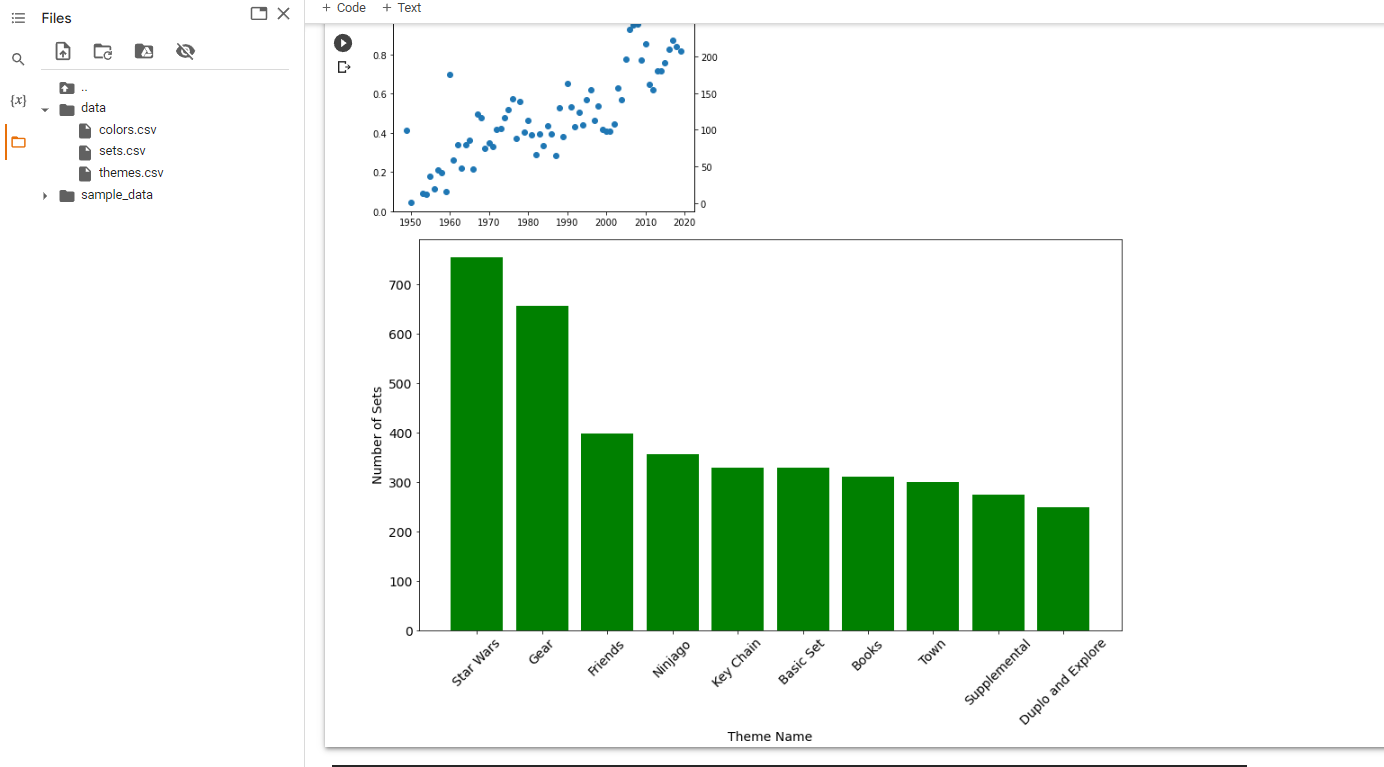 Files
+ Code + Text
{x}
..
data
colors.csv
sets.csv
themes.csv
sample_data
0.8
0.6
0.4
0.2
0.0
200
150
100
50
0
1950 1960 1970 1980 1990 2000 2010 2020
700
600
500
400
300
200
100
0
Number of Sets
Star Wars
Gear
Friends
Ninjago
Key Chain
Basic Set
Books
Town
Supplemental
Duplo and Explore
Theme Name